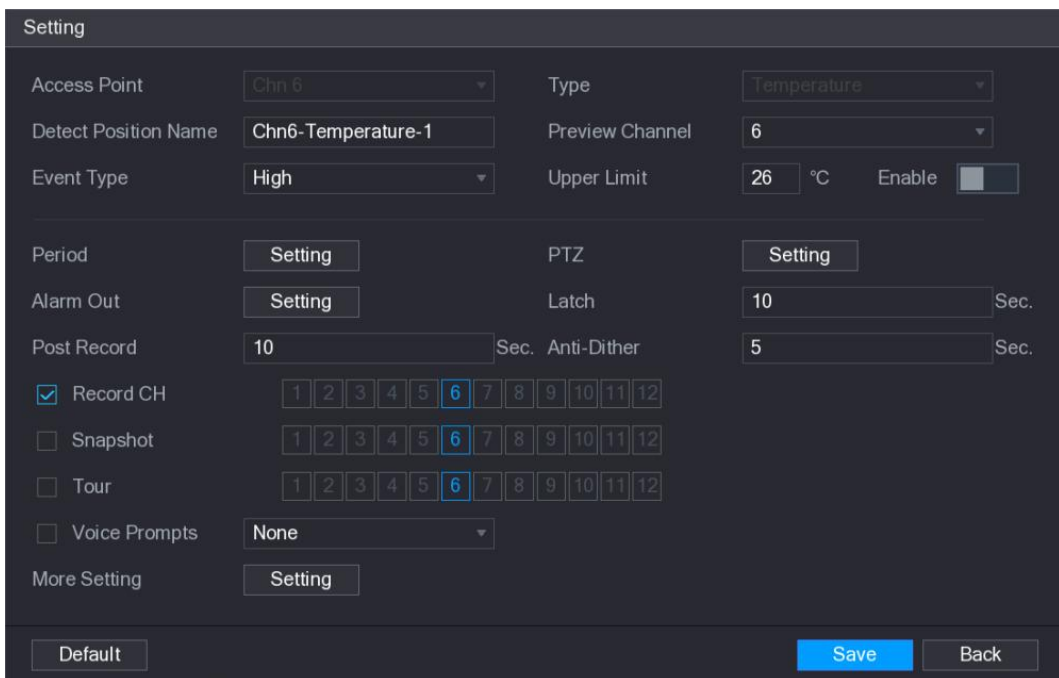 Setting
Access Point Chn 6 Type Temperature
Detect Position Name Chn6-Temperature-1 Preview Channel 6
Event Type High Upper Limit 26 °C Enable
Period Setting PTZ Setting
Alarm Out Setting Latch 10 Sec.
Post Record 10 Sec. Anti-Dither 5 Sec.
Record CH 1 2 3 4 5 6 7 8 9 10 11 12
Snapshot 1 2 3 4 5 6 7 8 9 10 11 12
Tour 1 2 3 4 5 6 7 8 9 10 11 12
Voice Prompts None
More Setting Setting
Default Save Back